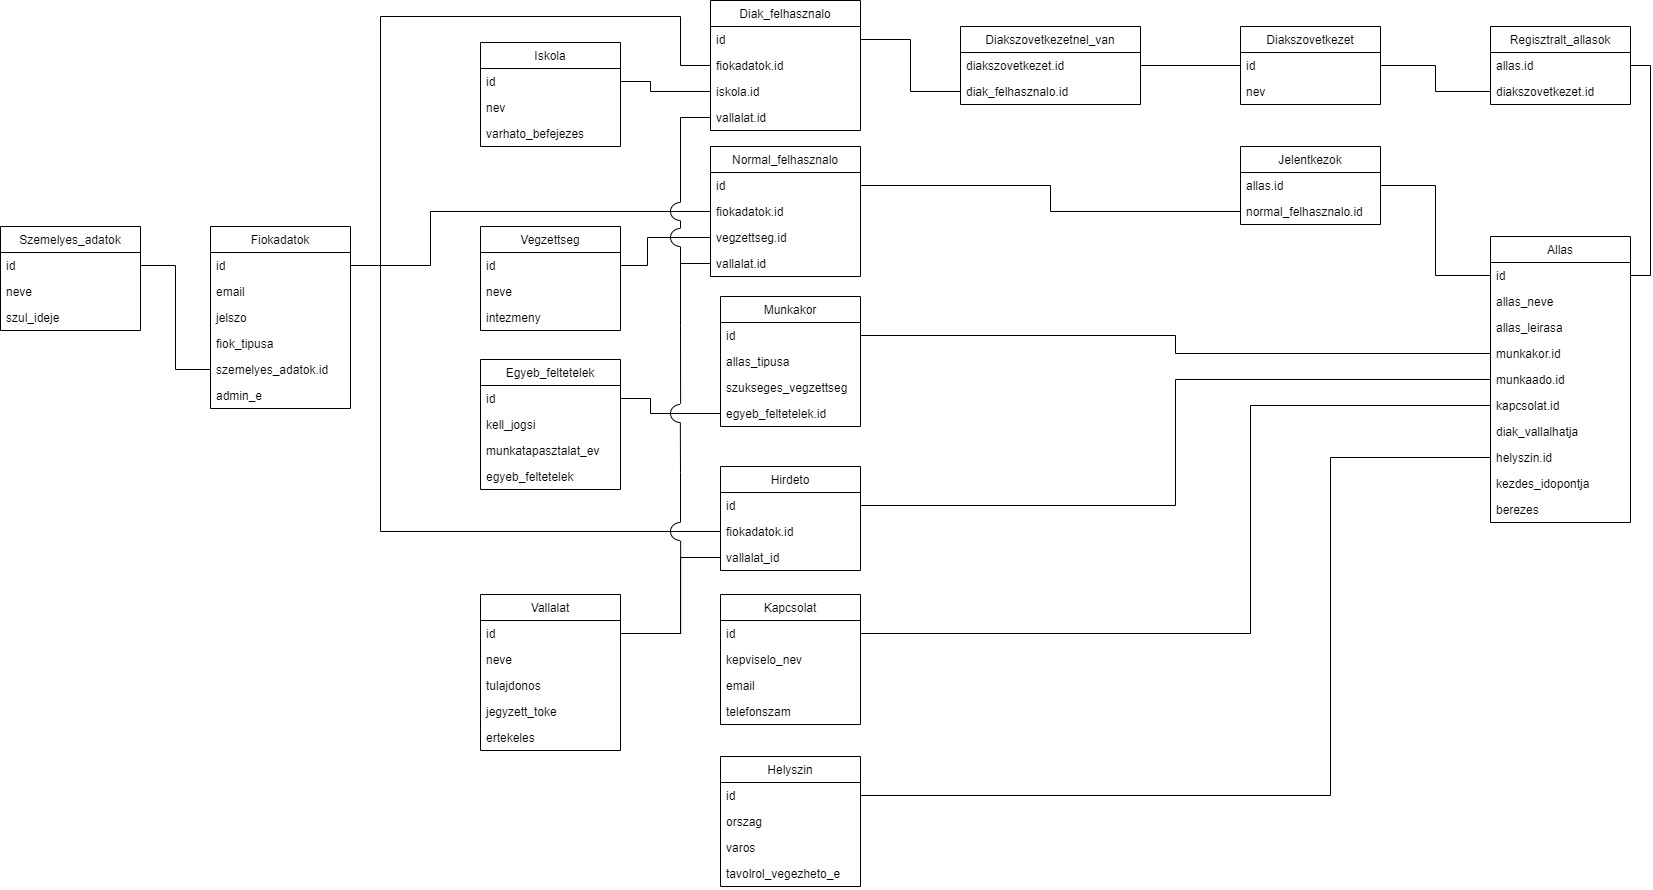 Szemelyes_adatok
id
neve
szul_ideje
Fiokadatok
id
email
jelszo
fiok_tipusa
szemelyes_adatok.id
admin_e
Iskola
id
nev
varhato_befejezes
Vegzettseg
id
neve
intezmeny
Egyeb_feltetelek
id
kell_jogsi
munkatapasztalat_ev
egyeb_feltetelek
Vallalat
id
neve
tulajdonos
jegyzett_toke
ertekeles
Diak_felhasznalo
id
fiokadatok.id
iskola.id
vallalat.id
Normal_felhasznalo
id
fiokadatok.id
vegzettseg.id
vallalat.id
Munkakor
id
allas_tipusa
szukseges_vegzettseg
egyeb_feltetelek.id
Hirdeto
id
fiokadatok.id
vallalat_id
Kapcsolat
id
kepviselo_nev
email
telefonszam
Helyszin
id
orszag
varos
tavolrol_vegezheto_e
Diakszovetkezetnel_van
diakszovetkezet.id
diak_felhasznalo.id
Diakszovetkezet
id
nev
Jelentkezok
allas.id
normal_felhasznalo.id
Regisztralt_allasok
allas.id
diakszovetkezet.id
Allas
id
allas_neve
allas_leirasa
munkakor.id
munkaado.id
kapcsolat.id
diak_vallalhatja
helyszin.id
kezdes_idopontja
berezes